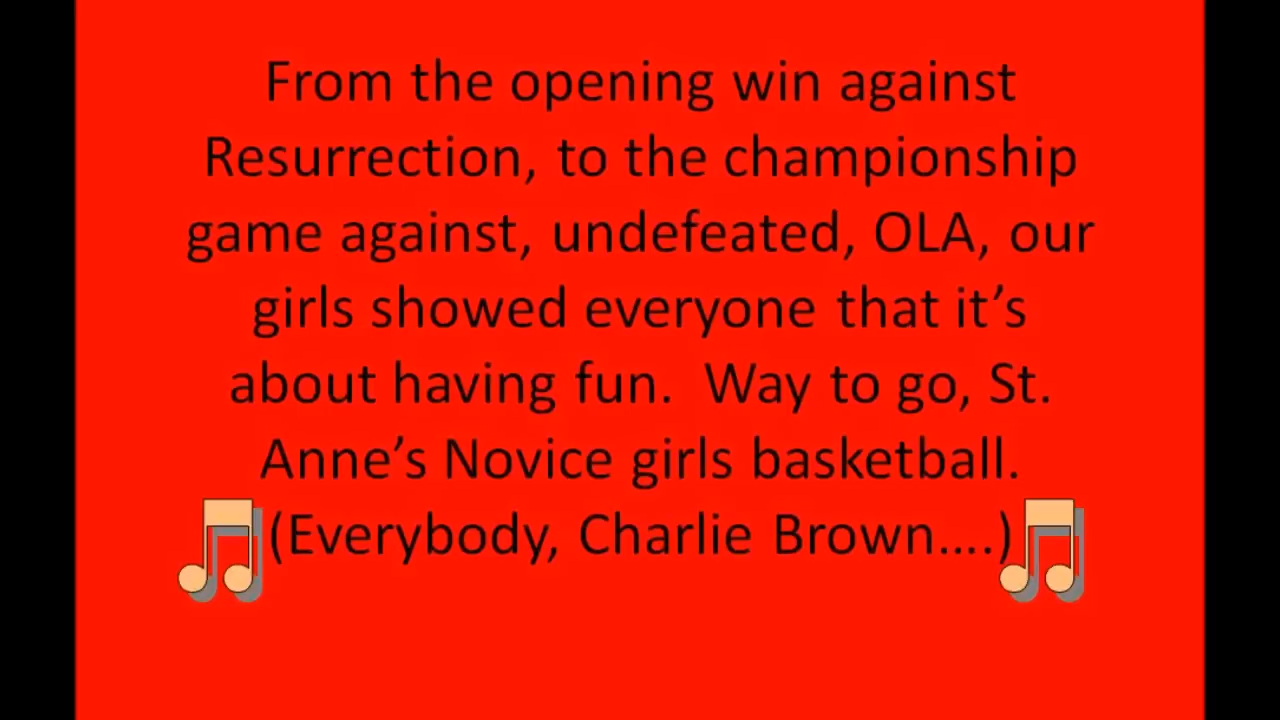 From the opening win against
Resurrection, to the championship
game against, undefeated, OLA, our
girls showed everyone that it’s
about having fun.  Way to go, St.
Anne’s Novice girls basketball.
(Everybody, Charlie Brown….)